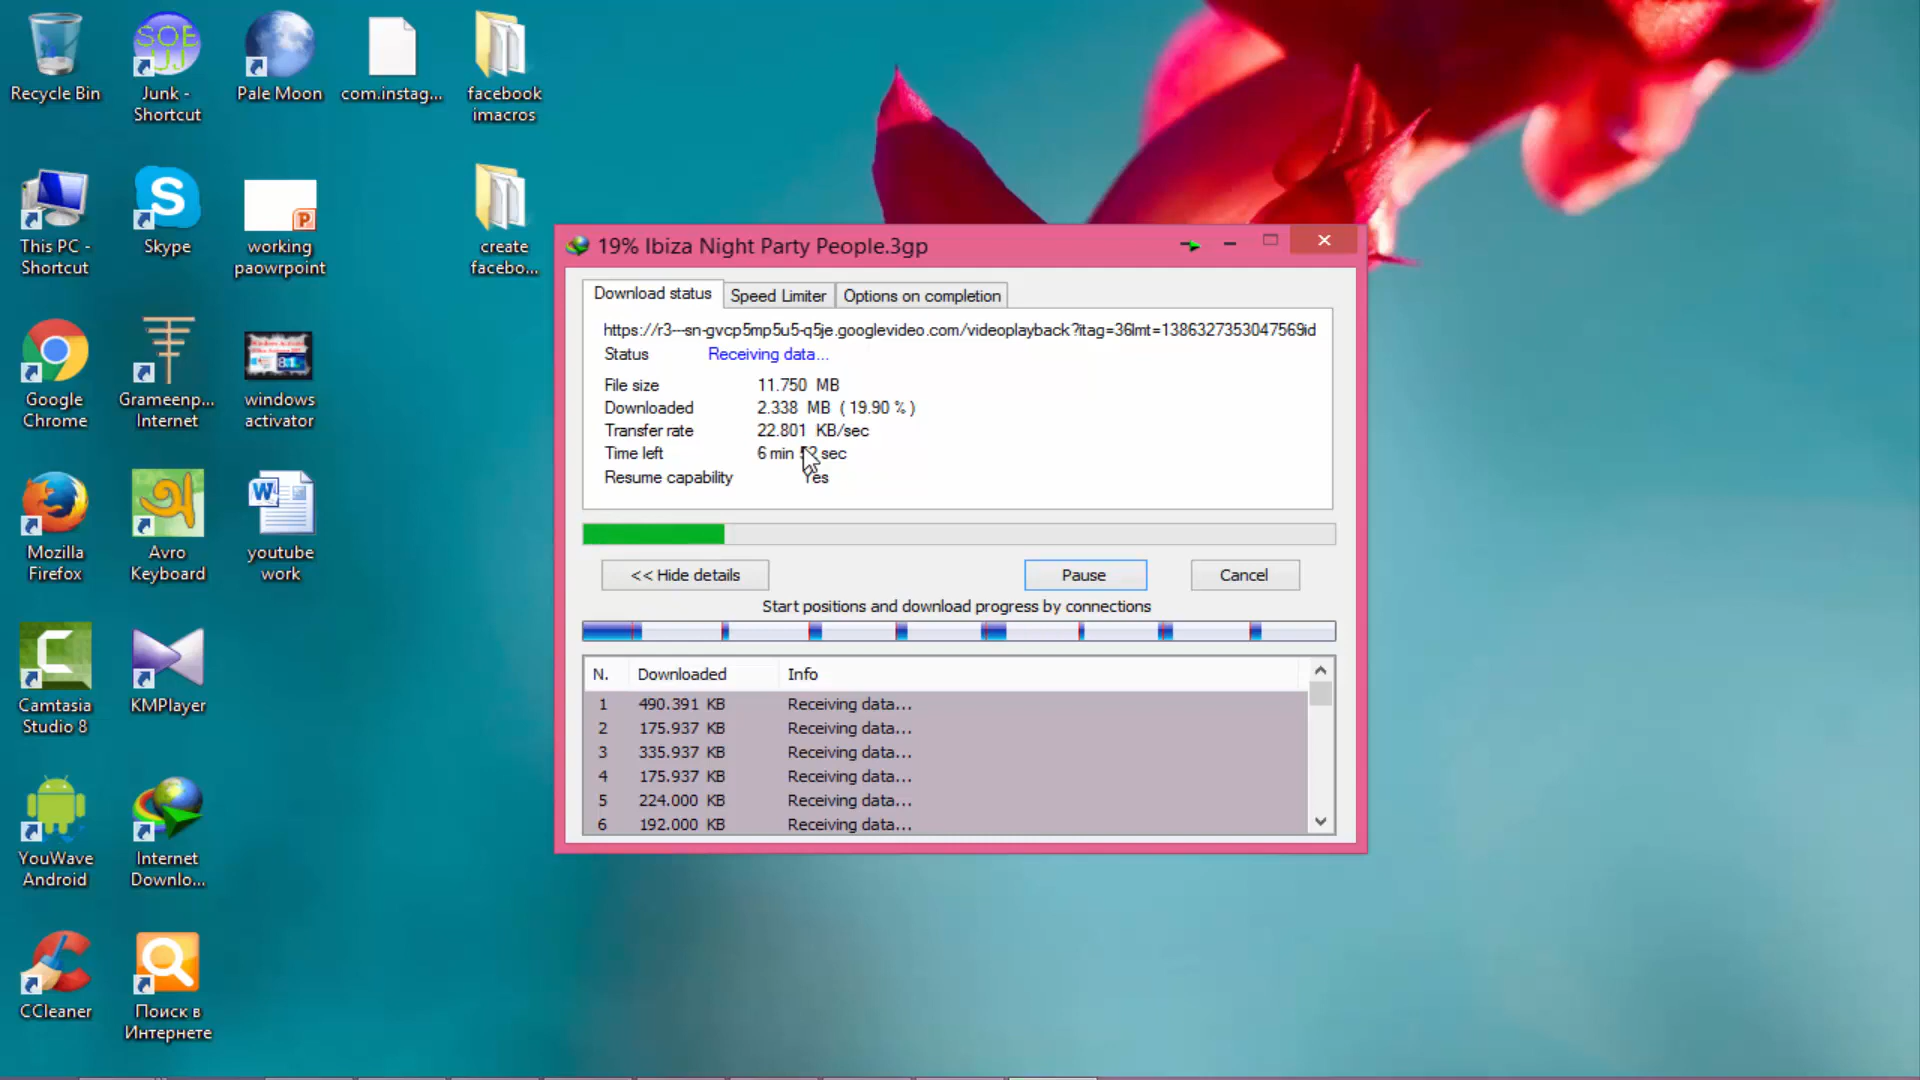 Recycle Bin
Junk -
Shortcut
Pale Moon
com.instag...
facebook
imacros
This PC -
Shortcut
Skype
working
paowrpoint
create
facebo...
Google
Chrome
Grameenp...
Internet
windows
activator
Mozilla
Firefox
Avro
Keyboard
youtube
work
Camtasia
Studio 8
KMPlayer
YouWave
Android
Internet
Downlo...
CCleaner
Поиск в
Интернете
19% Ibiza Night Party People.3gp
Download status
Speed Limiter
Options on completion
https://r3---sn-gvcp5mp5u5-q5je.googlevideo.com/videoplayback?itag=36lmt=1386327353047569id
Status Receiving data...
File size 11.750 MB
Downloaded 2.338 MB ( 19.90 % )
Transfer rate 22.801 KB/sec
Time left 6 min sec
Resume capability Yes
<< Hide details
Pause
Cancel
Start positions and download progress by connections
N. Downloaded Info
1 490.391 KB Receiving data...
2 175.937 KB Receiving data...
3 335.937 KB Receiving data...
4 175.937 KB Receiving data...
5 224.000 KB Receiving data...
6 192.000 KB Receiving data...